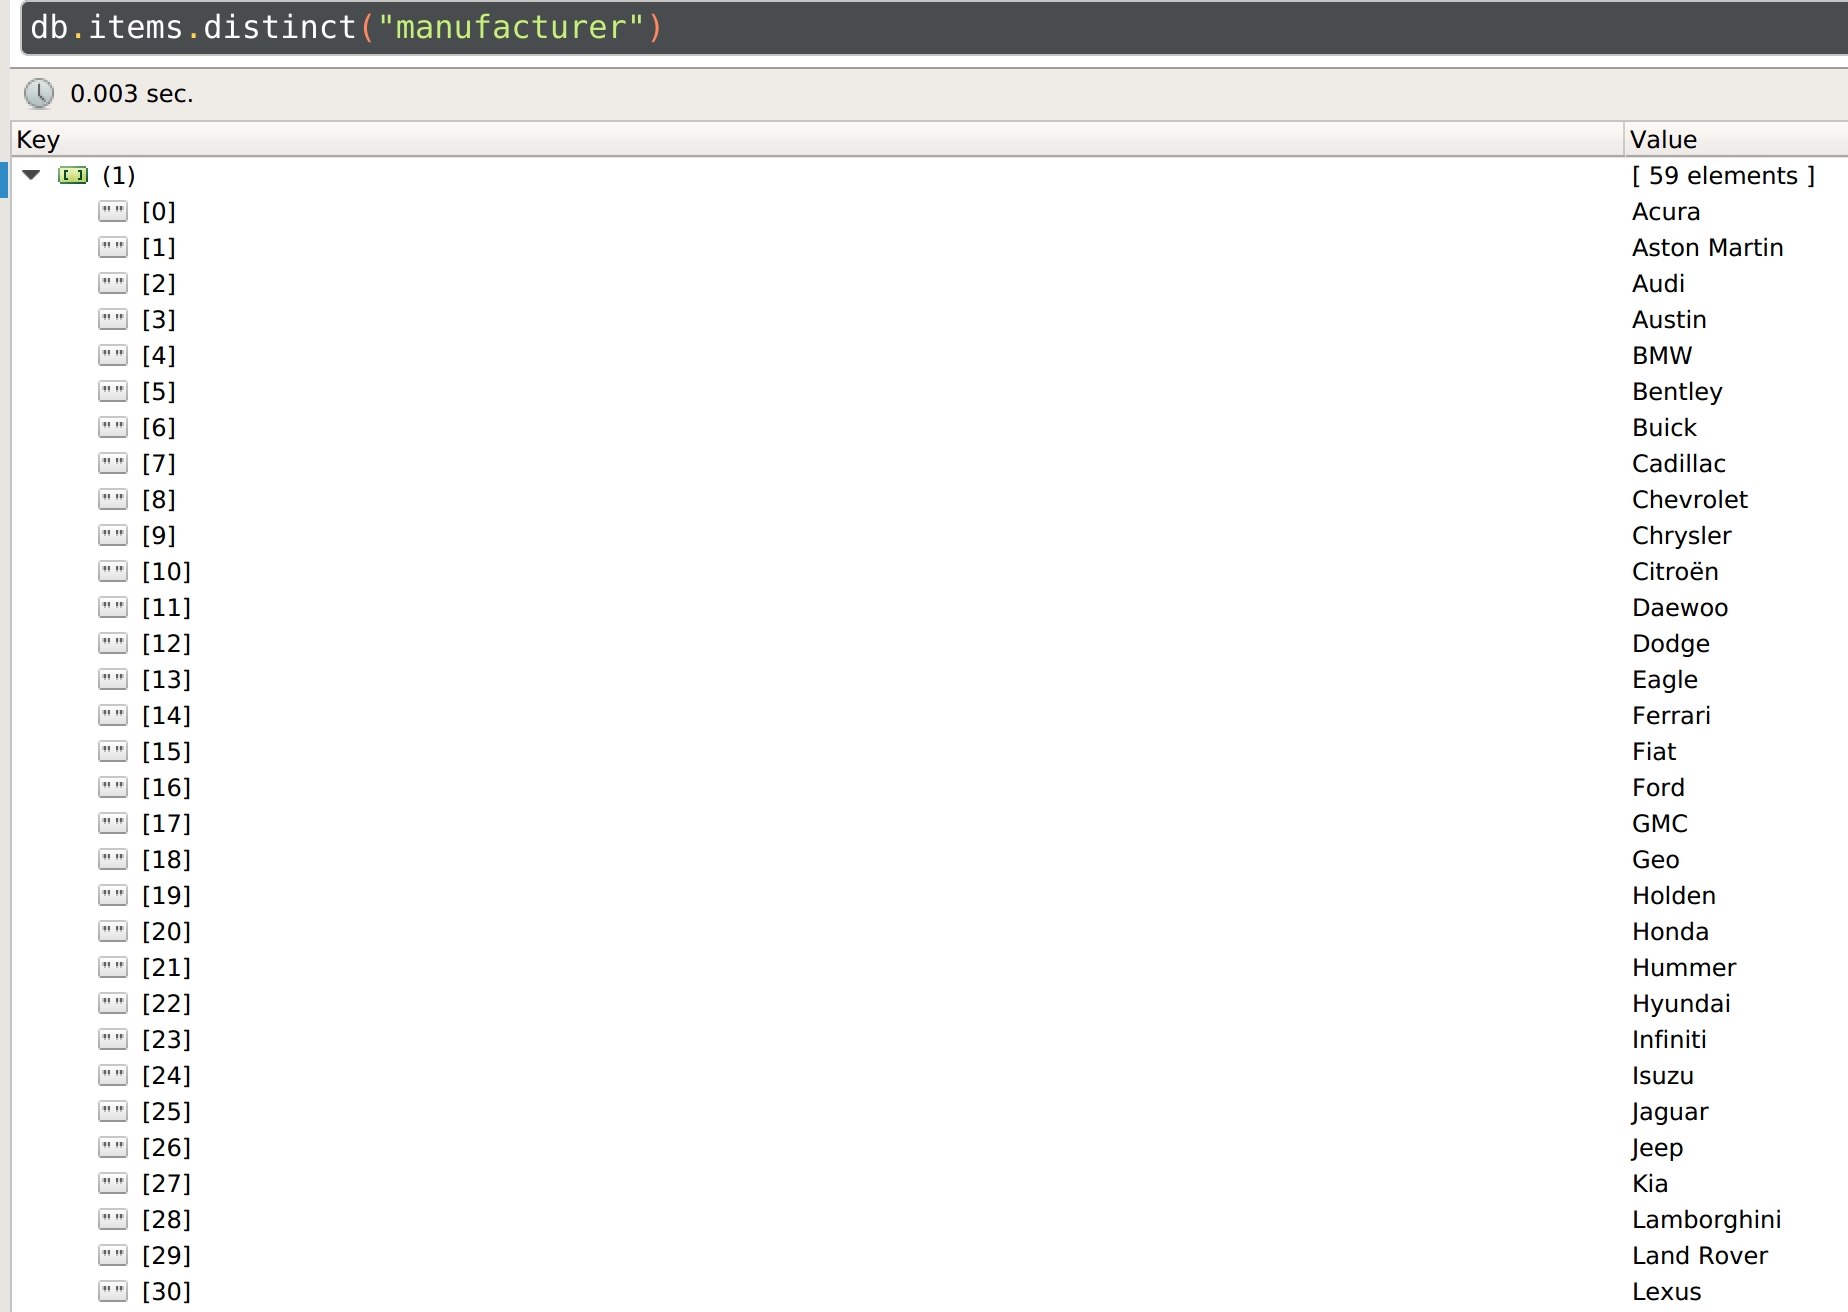 db.items.distinct("manufacturer")
0.003 sec.
Key Value
(1) [ 59 elements ]
[0] Acura
[1] Aston Martin
[2] Audi
[3] Austin
[4] BMW
[5] Bentley
[6] Buick
[7] Cadillac
[8] Chevrolet
[9] Chrysler
[10] Citroën
[11] Daewoo
[12] Dodge
[13] Eagle
[14] Ferrari
[15] Fiat
[16] Ford
[17] GMC
[18] Geo
[19] Holden
[20] Honda
[21] Hummer
[22] Hyundai
[23] Infiniti
[24] Isuzu
[25] Jaguar
[26] Jeep
[27] Kia
[28] Lamborghini
[29] Land Rover
[30] Lexus